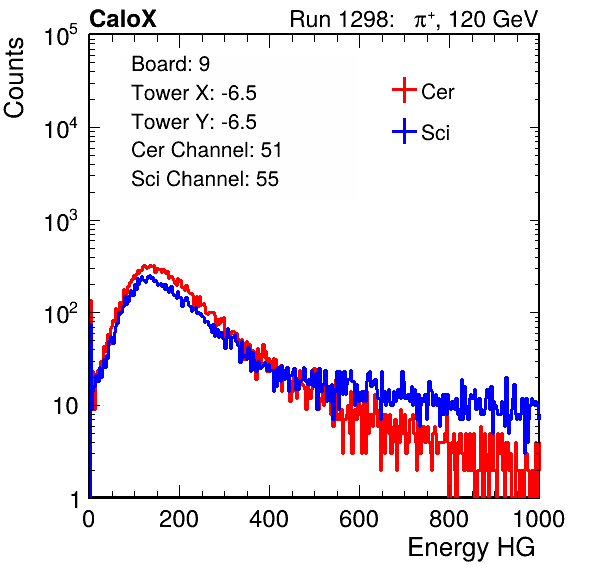 CaloX Run 1298: π⁺, 120 GeV
Counts
10⁵
10⁴
10³
10²
10
1
Board: 9
Tower X: -6.5
Tower Y: -6.5
Cer Channel: 51
Sci Channel: 55
Cer
Sci
0 200 400 600 800 1000
Energy HG